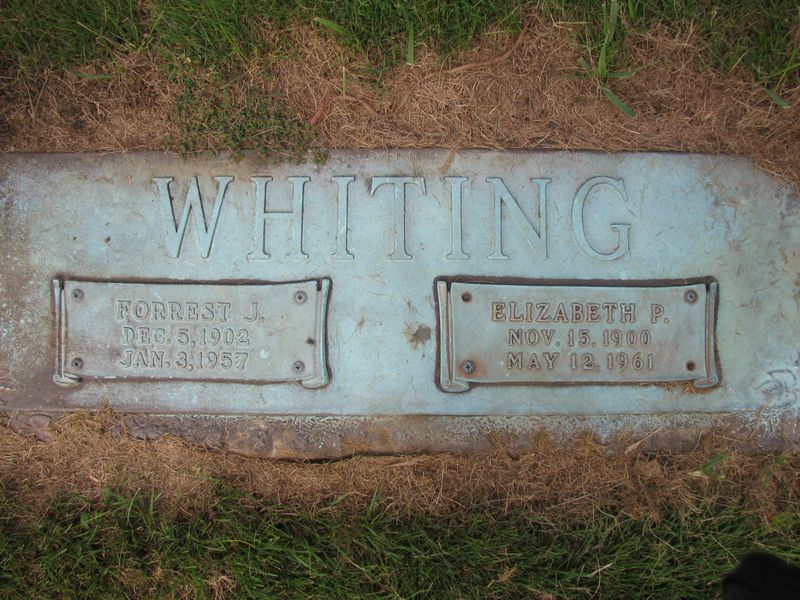 WHITING
FORREST J.
DEC. 5, 1902
JAN. 3, 1957
ELIZABETH P.
NOV. 15. 1900
MAY 12, 1961